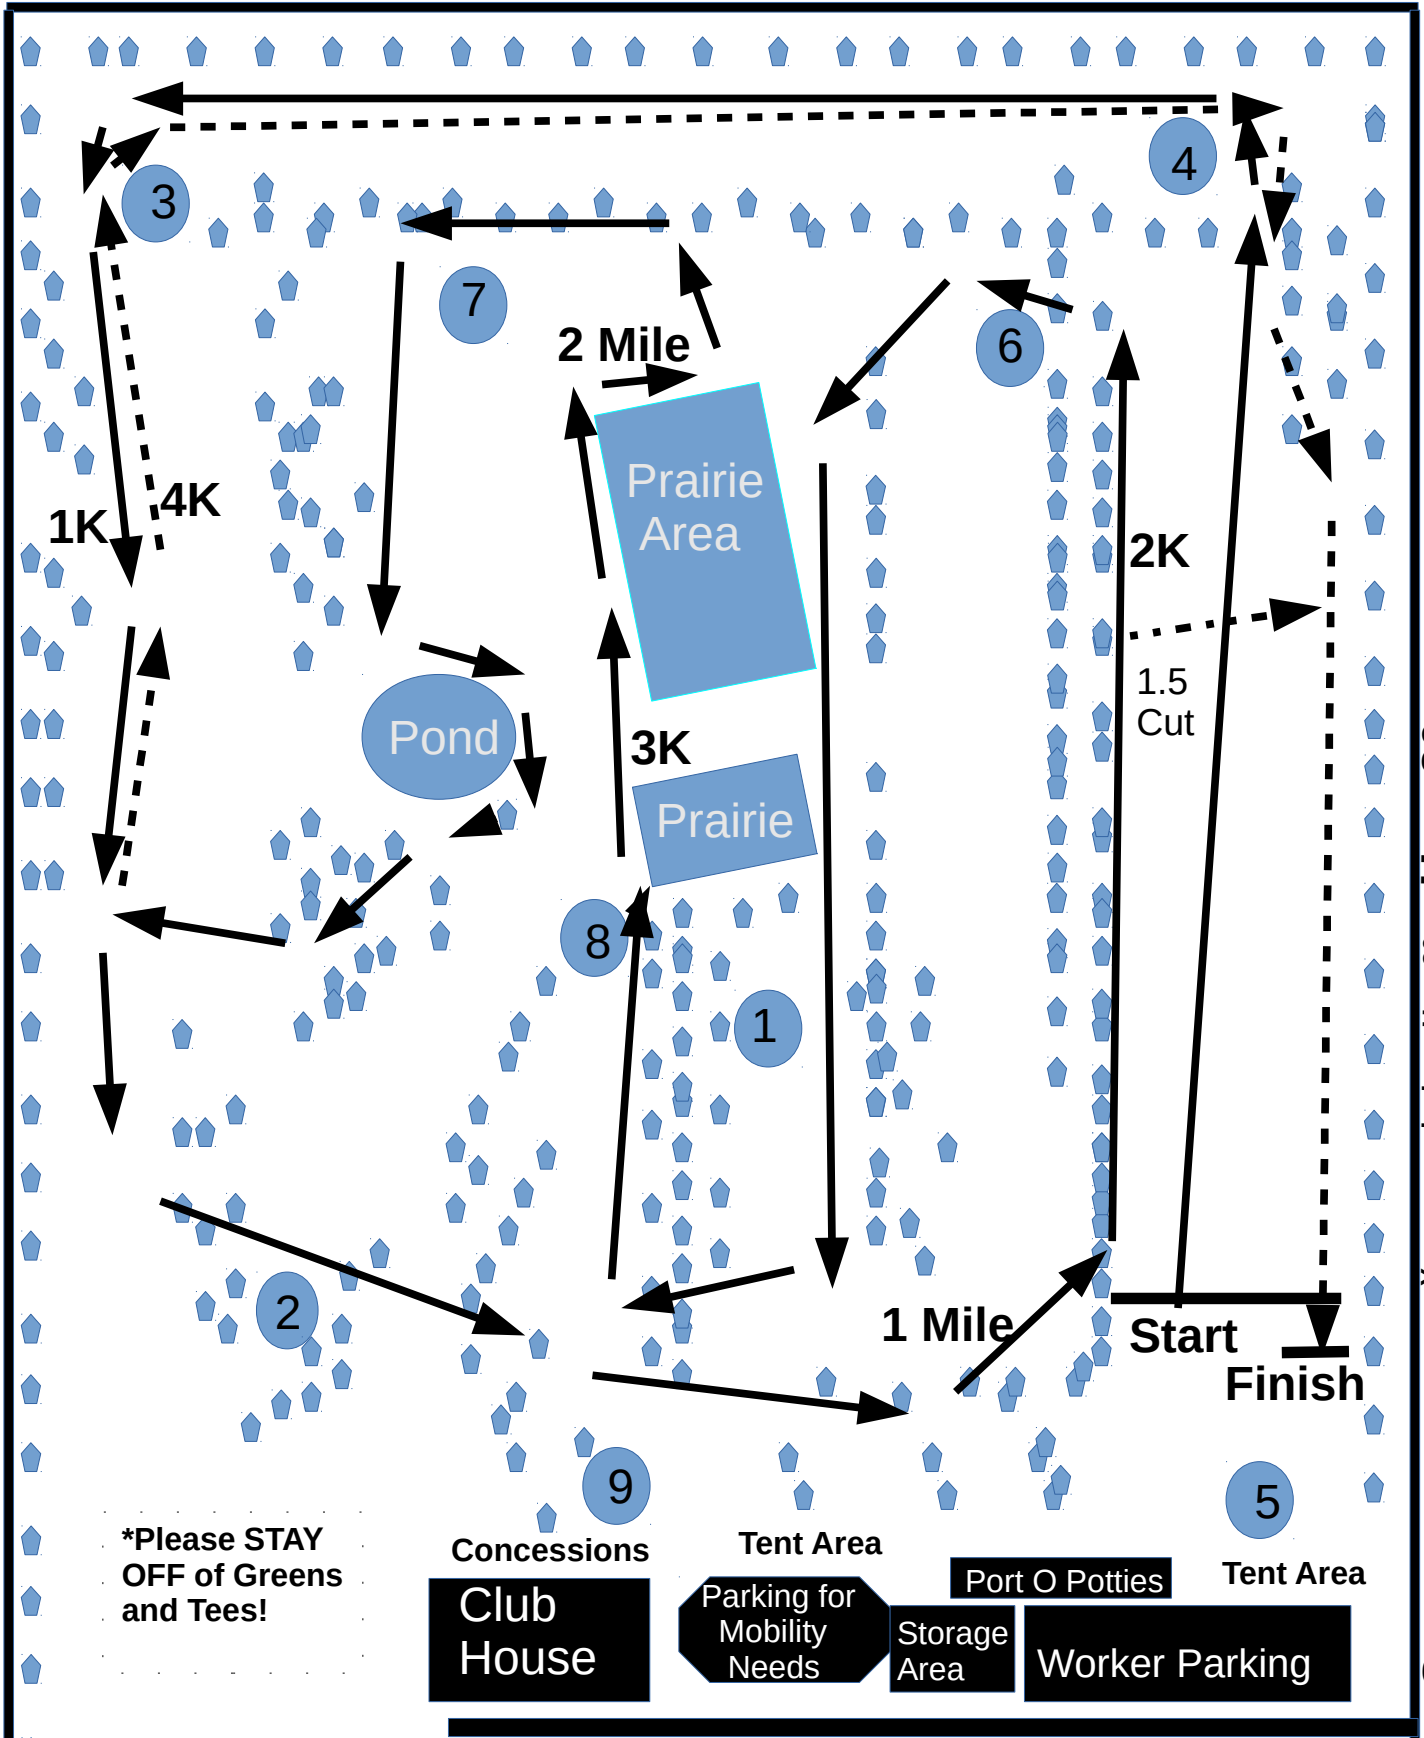 4
3
7
2 Mile
6
Prairie
Area
4K
1K
2K
1.5
Cut
Pond
3K
Prairie
8
1
2
1 Mile
Start
Finish
9
5
*Please STAY
OFF of Greens
and Tees!
Concessions
Club
House
Tent Area
Parking for
Mobility
Needs
Port O Potties
Storage
Area
Tent Area
Worker Parking